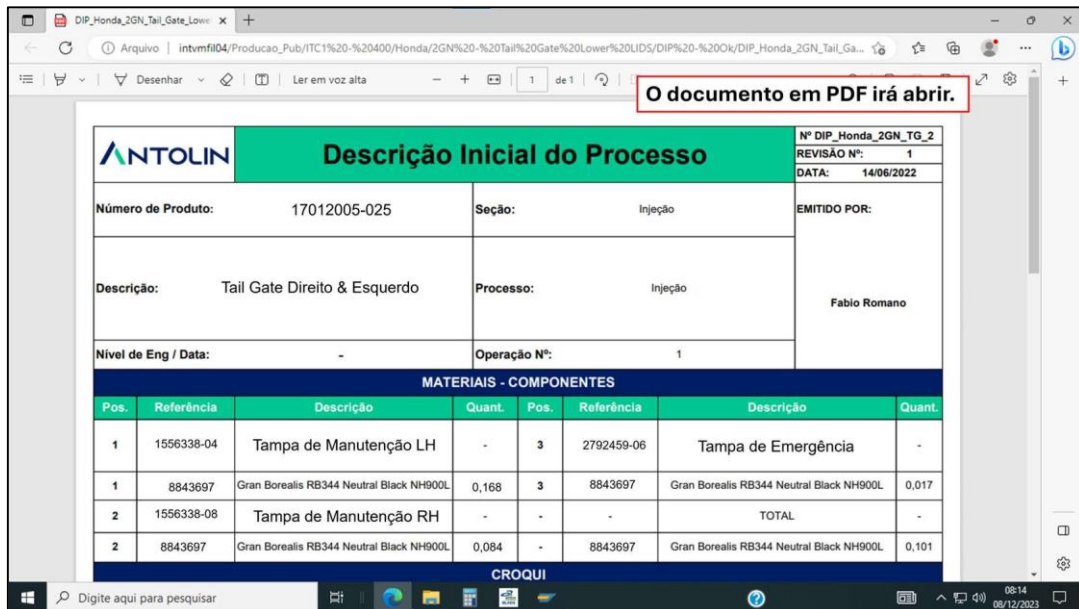 DIP_Honda_2GN_Tail_Gate_Lowe
Arquivo | intvmfil04/Producao_Pub/ITC1%20-%20400/Honda/2GN%20-%20Tail%20Gate%20Lower%20LIDS/DIP%20-%20Ok/DIP_Honda_2GN_Tail_Ga...
Desenhar Ler em voz alta 1 de 1
O documento em PDF irá abrir.
ANTOLIN
Descrição Inicial do Processo
Nº DIP_Honda_2GN_TG_2
REVISÃO Nº: 1
DATA: 14/06/2022
Número de Produto: 17012005-025 Seção: Injeção EMITIDO POR:
Descrição: Tail Gate Direito & Esquerdo Processo: Injeção
Fabio Romano
Nível de Eng / Data: - Operação Nº: 1
MATERIAIS - COMPONENTES
Pos. Referência Descrição Quant. Pos. Referência Descrição Quant.
1 1556338-04 Tampa de Manutenção LH - 3 2792459-06 Tampa de Emergência -
1 8843697 Gran Borealis RB344 Neutral Black NH900L 0,168 3 8843697 Gran Borealis RB344 Neutral Black NH900L 0,017
2 1556338-08 Tampa de Manutenção RH - - - TOTAL -
2 8843697 Gran Borealis RB344 Neutral Black NH900L 0,084 - 8843697 Gran Borealis RB344 Neutral Black NH900L 0,101
CROQUI
Digite aqui para pesquisar
08:14
08/12/2023